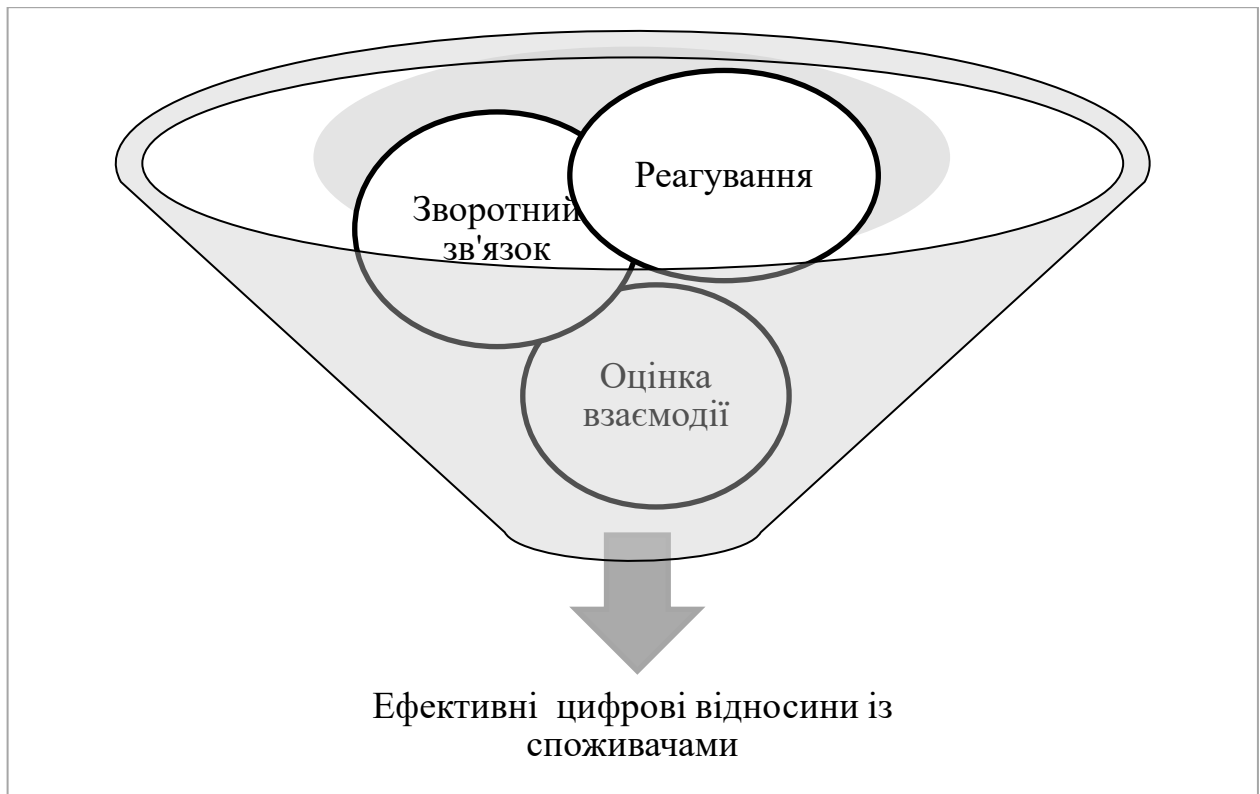 Реагування
Зворотний
зв'язок
Оцінка
взаємодії
Ефективні  цифрові відносини із
споживачами